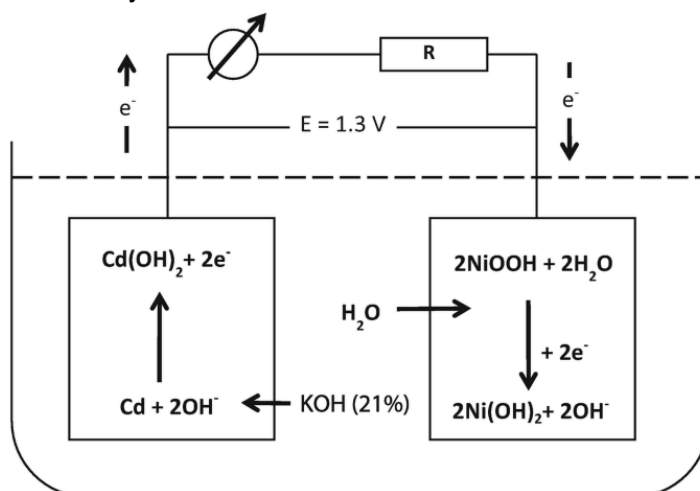 R
e⁻
e⁻
E = 1.3 V
Cd(OH)₂+ 2e⁻
2NiOOH + 2H₂O
H₂O
+ 2e⁻
Cd + 2OH⁻
KOH (21%)
2Ni(OH)₂+ 2OH⁻